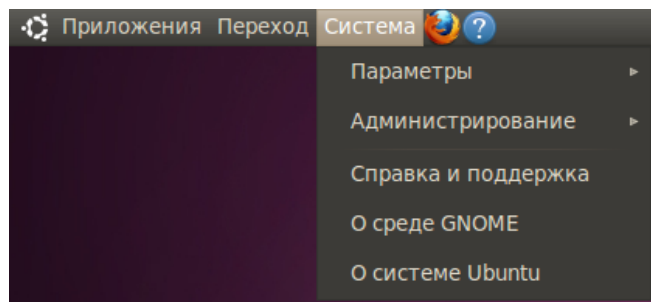 Приложения Переход Система ?
Параметры
Администрирование
Справка и поддержка
О среде GNOME
О системе Ubuntu